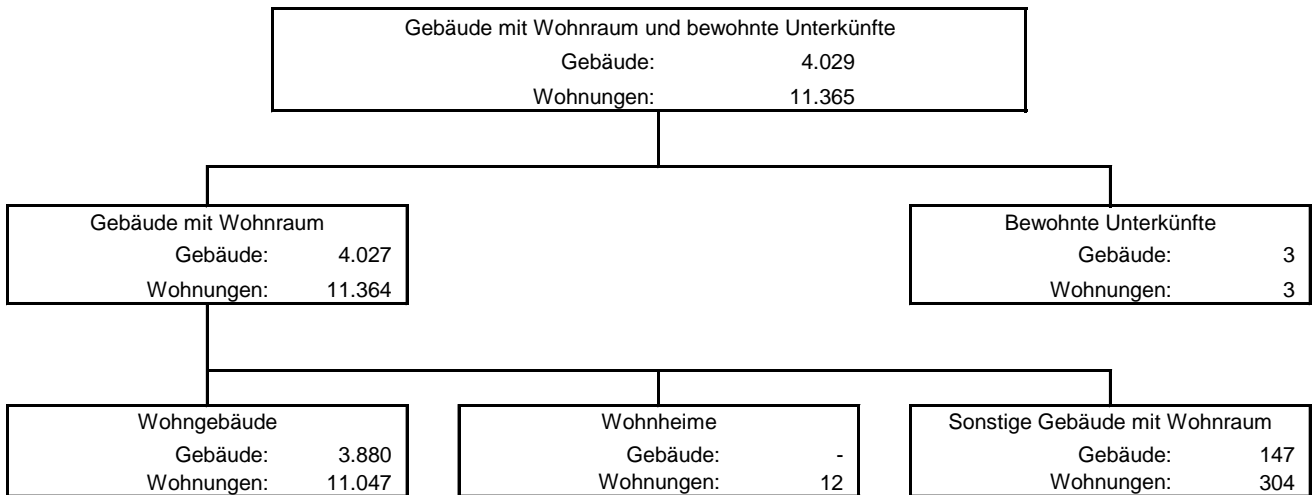 Gebäude mit Wohnraum und bewohnte Unterkünfte
Gebäude: 4.029
Wohnungen: 11.365
Gebäude mit Wohnraum
Gebäude: 4.027
Wohnungen: 11.364
Bewohnte Unterkünfte
Gebäude: 3
Wohnungen: 3
Wohngebäude
Gebäude: 3.880
Wohnungen: 11.047
Wohnheime
Gebäude: -
Wohnungen: 12
Sonstige Gebäude mit Wohnraum
Gebäude: 147
Wohnungen: 304